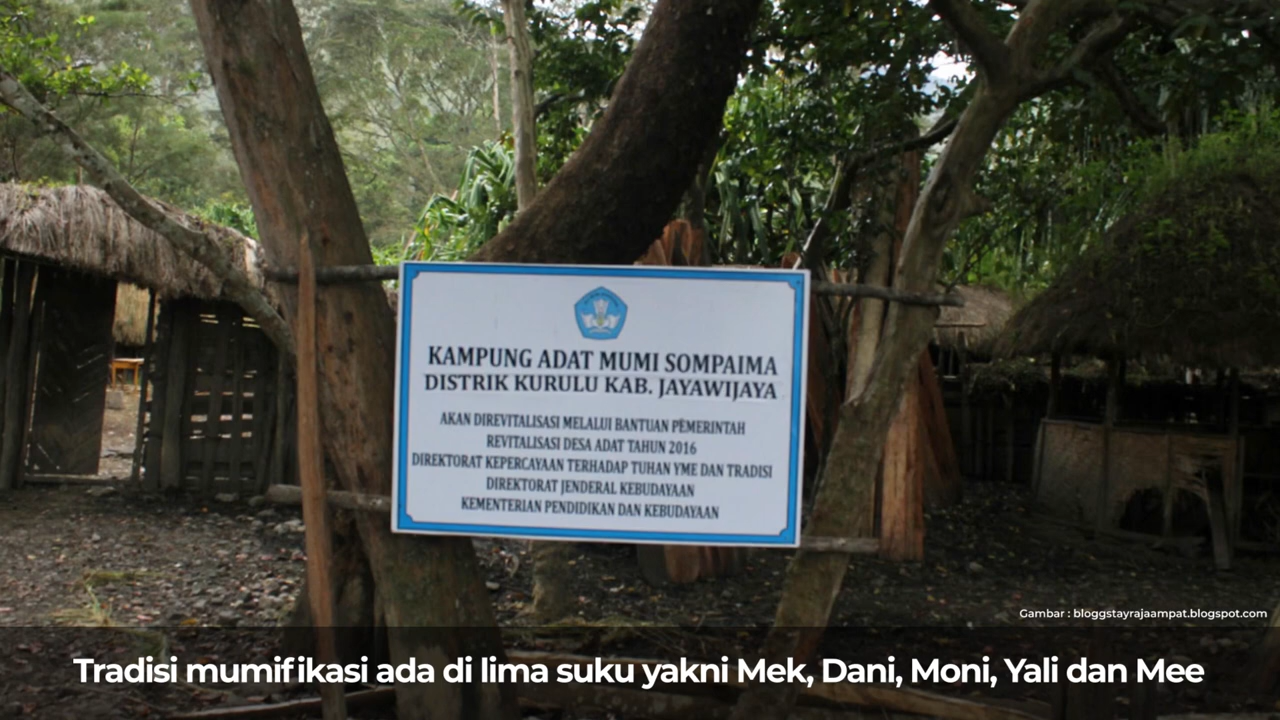 KAMPUNG ADAT MUMI SOMPAIMA
DISTRIK KURULU KAB. JAYAWIJAYA
AKAN DIREVITALISASI MELALUI BANTUAN PEMERINTAH
REVITALISASI DESA ADAT TAHUN 2016
DIREKTORAT KEPERCAYAAN TERHADAP TUHAN YME DAN TRADISI
DIREKTORAT JENDERAL KEBUDAYAAN
KEMENTERIAN PENDIDIKAN DAN KEBUDAYAAN
Gambar : bloggstayrajaampat.blogspot.com
Tradisi mumifikasi ada di lima suku yakni Mek, Dani, Moni, Yali dan Mee